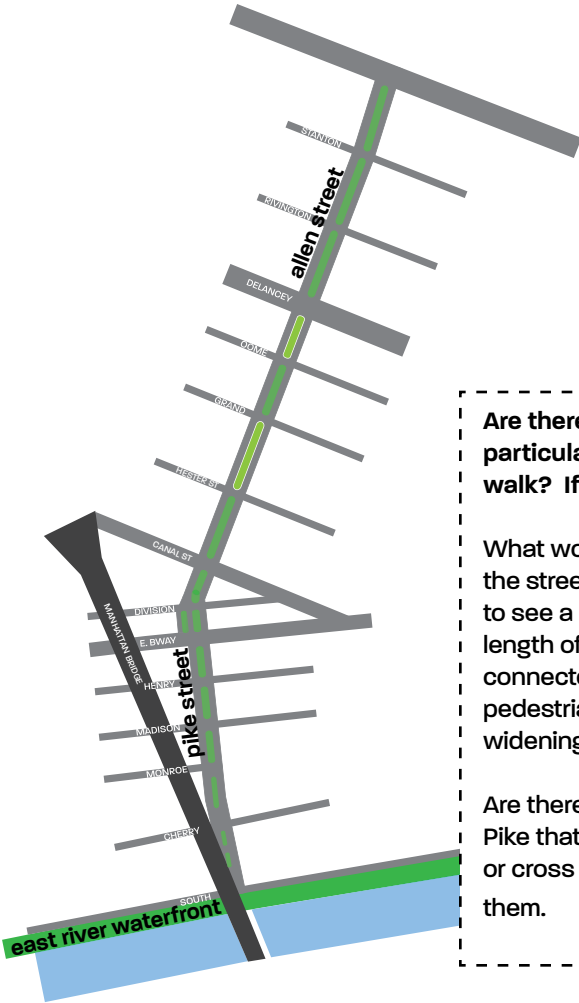 STANTON
RIVINGTON
allen street
DELANCEY
OOME
GRAND
HESTER ST
CANAL ST
DIVISION
E. BWAY
MANHATTAN BRIDGE
HENRY
pike street
MADISON
MONROE
CHERRY
SOUTH
east river waterfront
Are there
particula
walk? If
What wo
the stree
to see a
length of
connecte
pedestria
widening
Are there
Pike that
or cross
them.